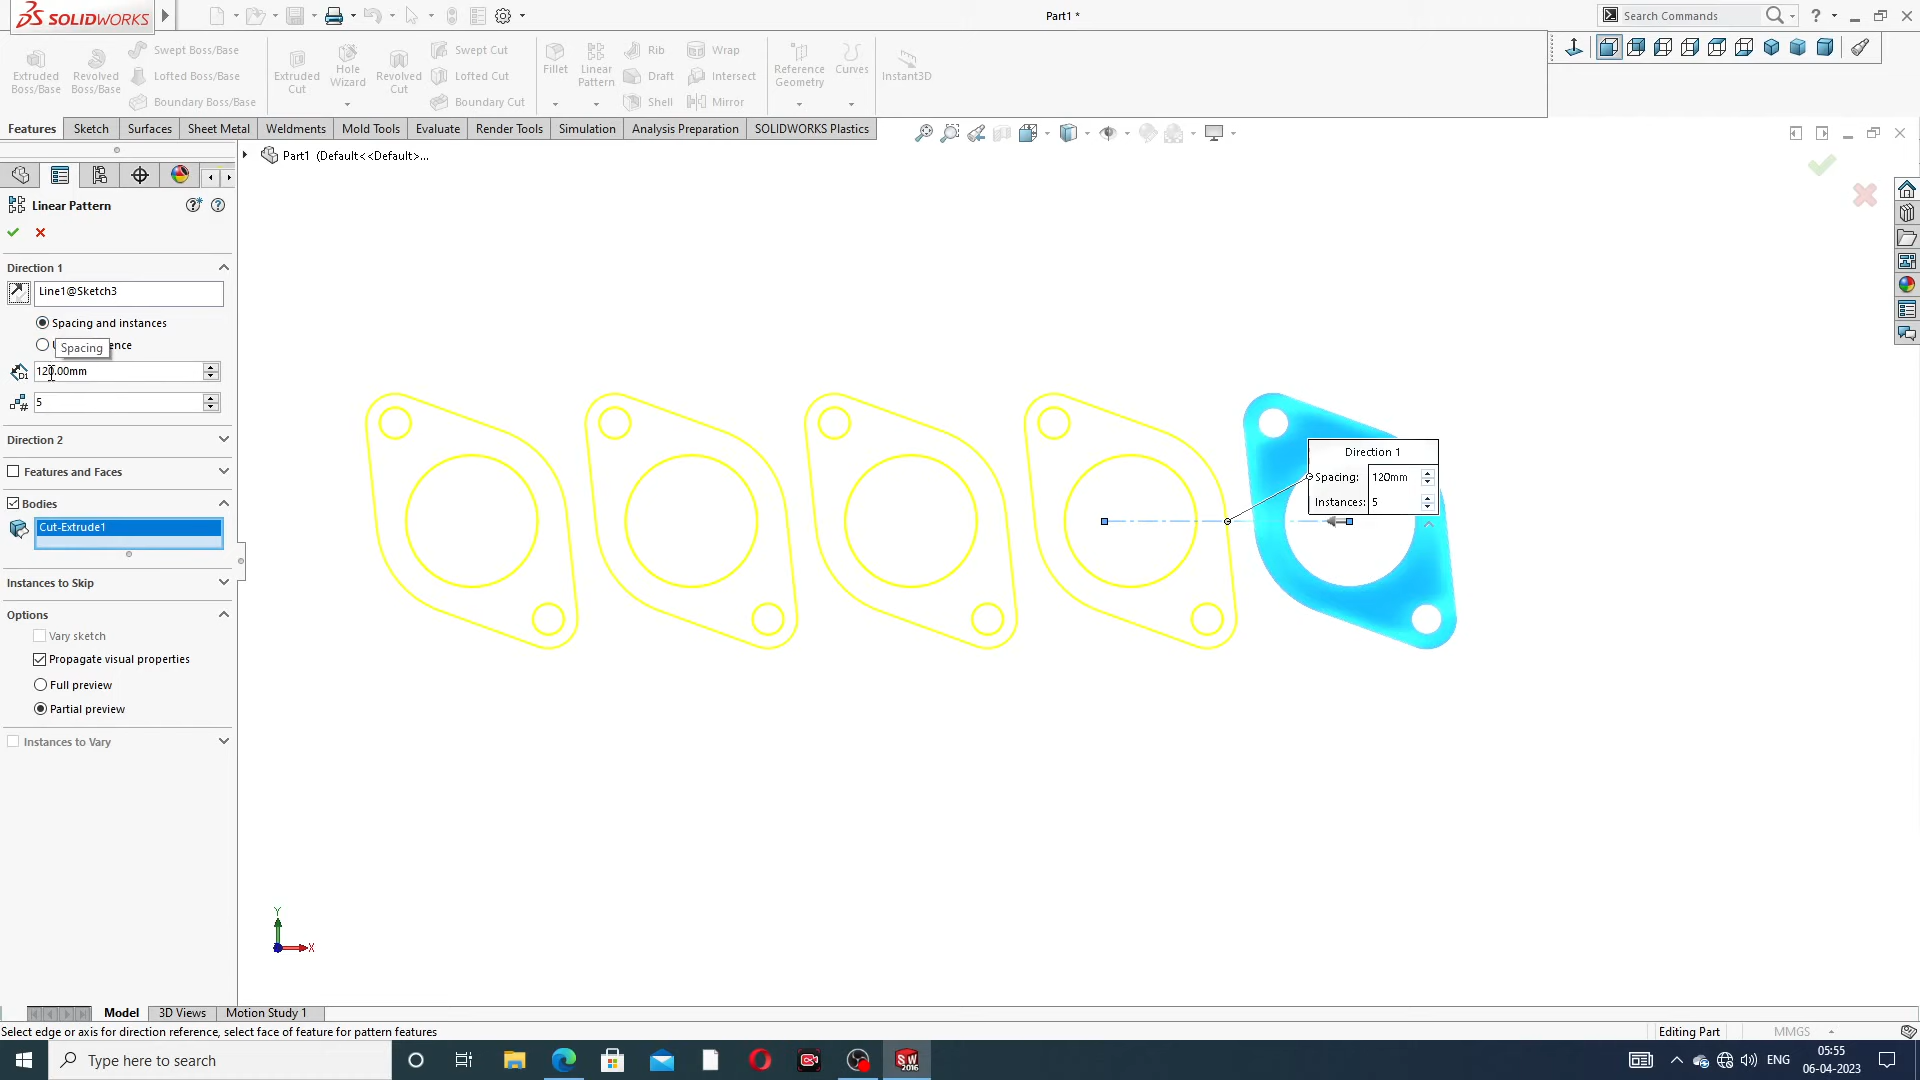 SOLIDWORKS
Part1 *
Search Commands
Extruded Boss/Base
Revolved Boss/Base
Swept Boss/Base
Lofted Boss/Base
Boundary Boss/Base
Extruded Cut
Hole Wizard
Revolved Cut
Swept Cut
Lofted Cut
Boundary Cut
Fillet
Linear Pattern
Rib
Draft
Shell
Wrap
Intersect
Mirror
Reference Geometry
Curves
Instant3D
Features
Sketch
Surfaces
Sheet Metal
Weldments
Mold Tools
Evaluate
Render Tools
Simulation
Analysis Preparation
SOLIDWORKS Plastics
Part1 (Default<<Default>...
Linear Pattern
Direction 1
Line1@Sketch3
Spacing and instances
Spacing
120.00mm
5
Direction 2
Features and Faces
Bodies
Cut-Extrude1
Instances to Skip
Options
Vary sketch
Propagate visual properties
Full preview
Partial preview
Instances to Vary
Direction 1
Spacing: 120mm
Instances: 5
Y
X
Model
3D Views
Motion Study 1
Select edge or axis for direction reference, select face of feature for pattern features
Editing Part
MMGS
Type here to search
SW
2016
ENG
05:55
06-04-2023